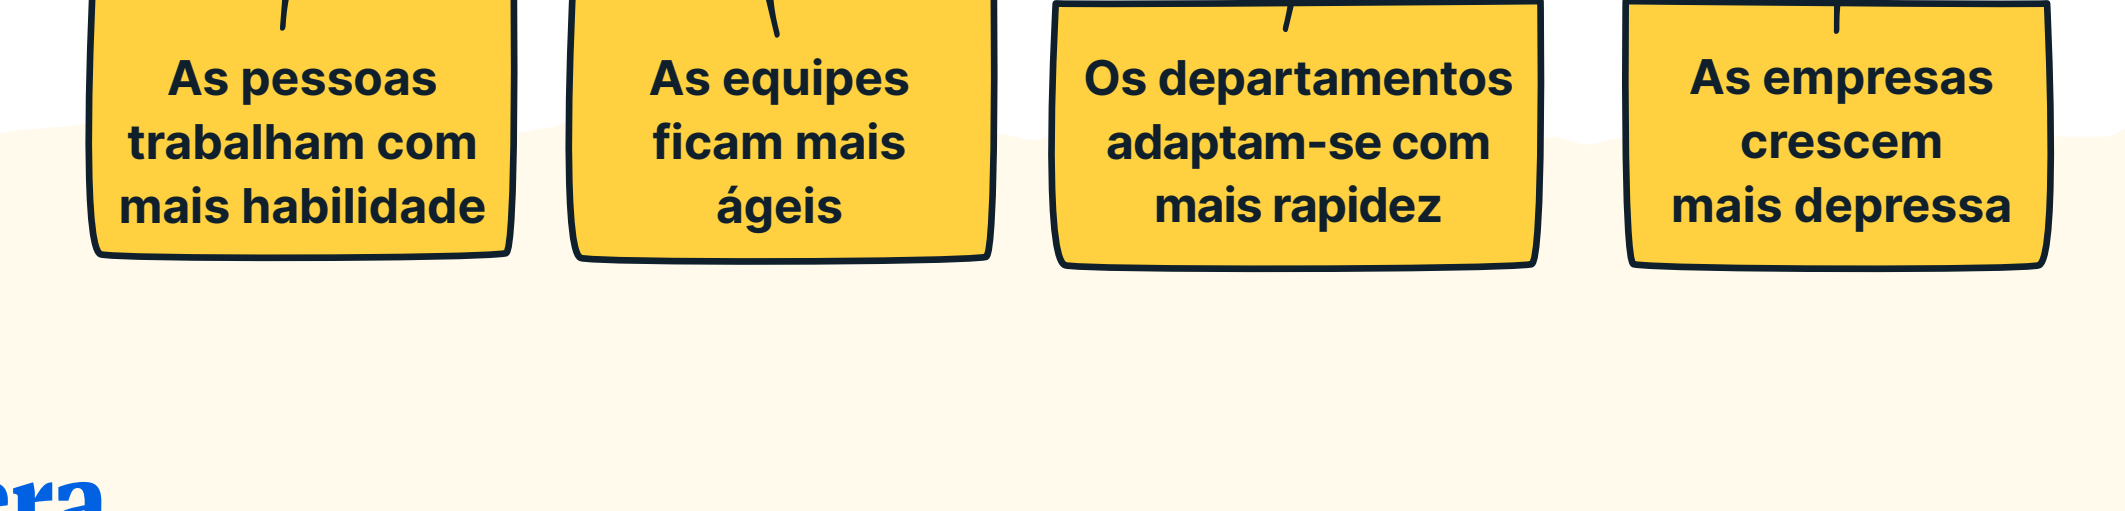 As pessoas
trabalham com
mais habilidade
As equipes
ficam mais
ágeis
Os departamentos
adaptam-se com
mais rapidez
As empresas
crescem
mais depressa